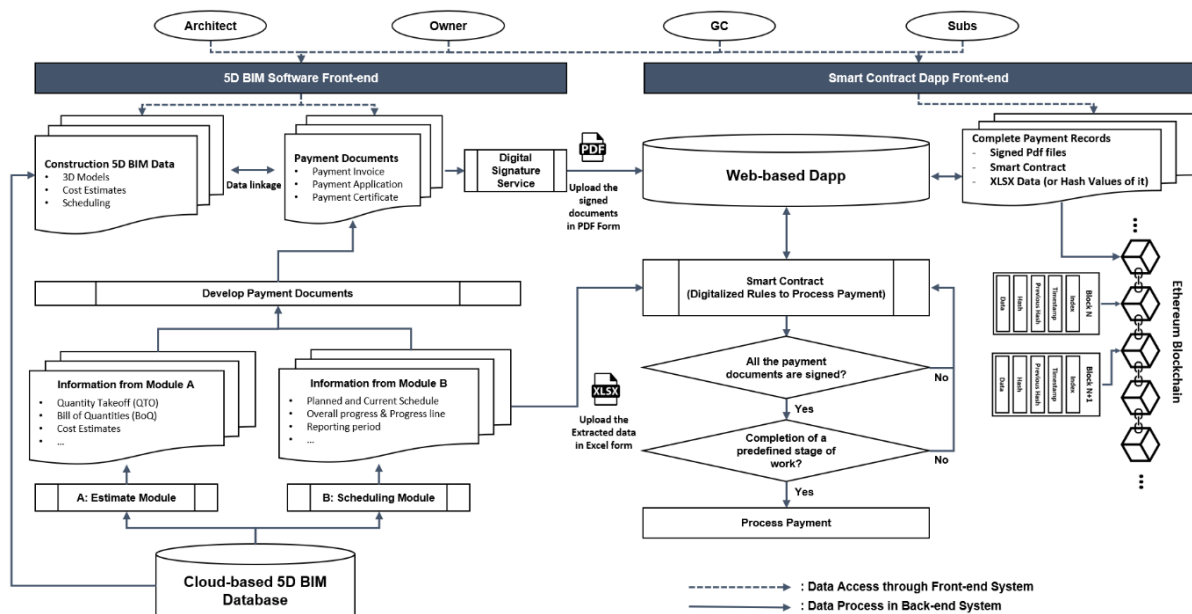 Architect
Owner
GC
Subs
5D BIM Software Front-end
Smart Contract Dapp Front-end
Construction 5D BIM Data
- 3D Models
- Cost Estimates
- Scheduling
Data linkage
Payment Documents
• Payment Invoice
• Payment Application
• Payment Certificate
Digital
Signature
Service
PDF
Upload the
signed
documents
in PDF Form
Web-based Dapp
Complete Payment Records
- Signed Pdf files
- Smart Contract
- XLSX Data (or Hash Values of it)
Develop Payment Documents
Smart Contract
(Digitalized Rules to Process Payment)
Information from Module A
• Quantity Takeoff (QTO)
• Bill of Quantities (BoQ)
• Cost Estimates
• ...
Information from Module B
• Planned and Current Schedule
• Overall progress & Progress line
• Reporting period
• ...
XLSX
Upload the
Extracted data
in Excel form
All the payment
documents are signed?
No
Yes
Completion of a
predefined stage of
work?
No
Yes
Process Payment
A: Estimate Module
B: Scheduling Module
Cloud-based 5D BIM
Database
...
Block N
Index
Timestamp
Previous Hash
Hash
Data
Block N+1
Index
Timestamp
Previous Hash
Hash
Data
Ethereum Blockchain
...
: Data Access through Front-end System
: Data Process in Back-end System